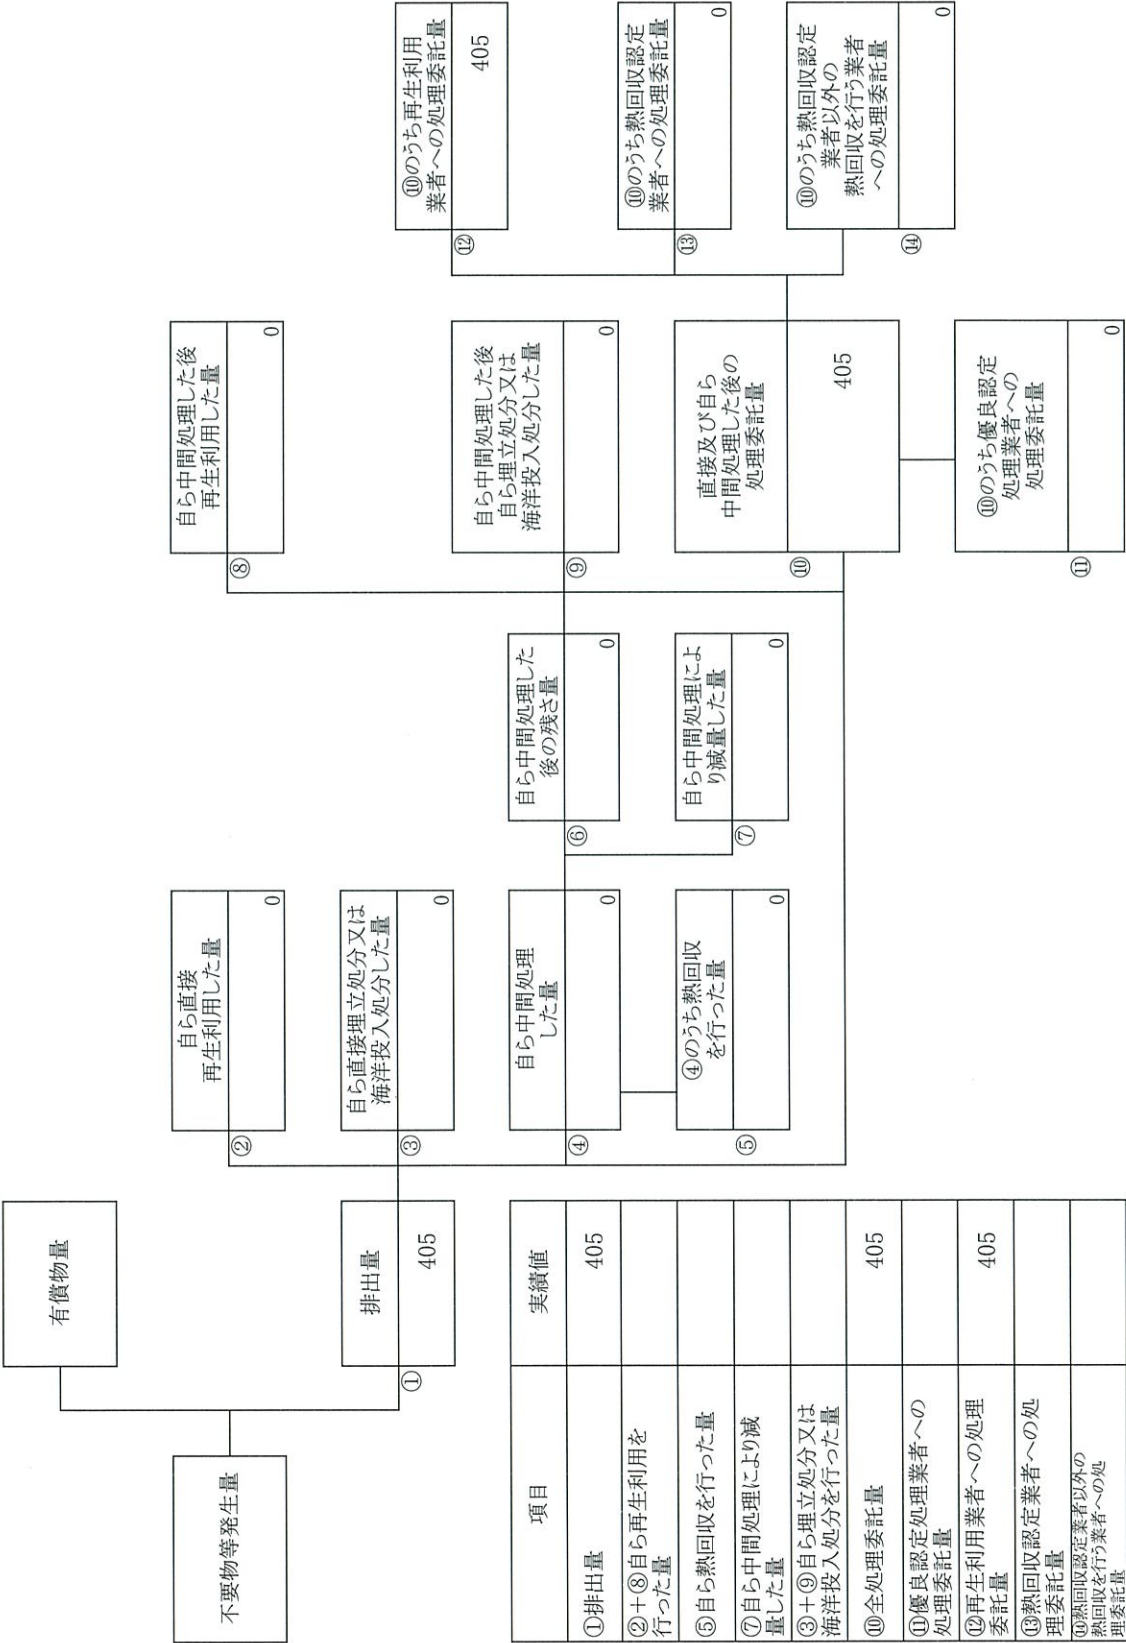 不要物等発生量
有償物量
①
排出量
405
②
自ら直接
再生利用した量
0
③
自ら直接埋立処分又は
海洋投入処分した量
0
④
自ら中間処理
した量
0
⑤
④のうち熱回収
を行った量
0
⑥
自ら中間処理した
後の残さ量
0
⑦
自ら中間処理によ
り減量した量
0
⑧
自ら中間処理した後
再生利用した量
0
⑨
自ら中間処理した後
自ら埋立処分又は
海洋投入処分した量
0
⑩
直接及び自ら
中間処理した後の
処理委託量
405
⑪
⑩のうち優良認定
処理業者への
処理委託量
0
⑫
⑩のうち再生利用
業者への処理委託量
405
⑬
⑩のうち熱回収認定
業者への処理委託量
0
⑭
⑩のうち熱回収認定
業者以外の
熱回収を行う業者
への処理委託量
0
項目 実績値
①排出量 405
②+⑧自ら再生利用を
行った量
⑤自ら熱回収を行った量
⑦自ら中間処理により減
量した量
③+⑨自ら埋立処分又は
海洋投入処分を行った量
⑩全処理委託量 405
⑪優良認定処理業者への
処理委託量
⑫再生利用業者への処理
委託量 405
⑬熱回収認定業者への処
理委託量
⑭熱回収認定業者以外の
熱回収を行う業者への処
理委託量